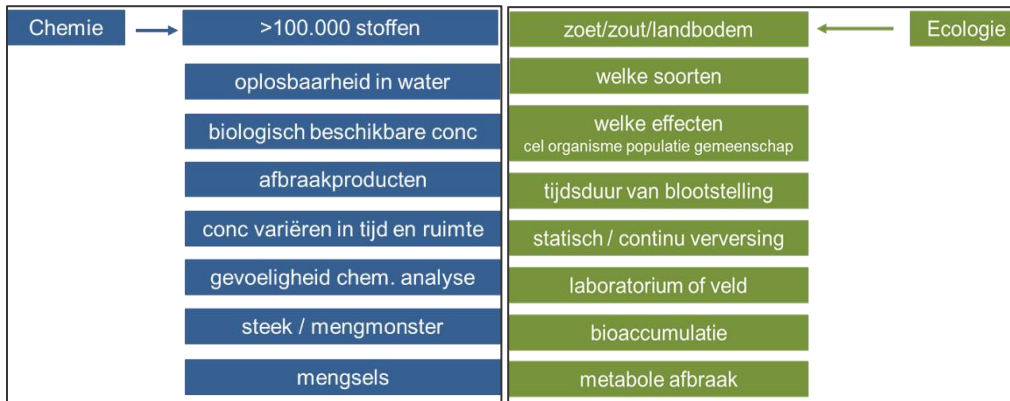 Chemie
>100.000 stoffen
oplosbaarheid in water
biologisch beschikbare conc
afbraakproducten
conc variëren in tijd en ruimte
gevoeligheid chem. analyse
steek / mengmonster
mengsels
zoet/zout/landbodem
Ecologie
welke soorten
welke effecten
cel organisme populatie gemeenschap
tijdsduur van blootstelling
statisch / continu verversing
laboratorium of veld
bioaccumulatie
metabole afbraak